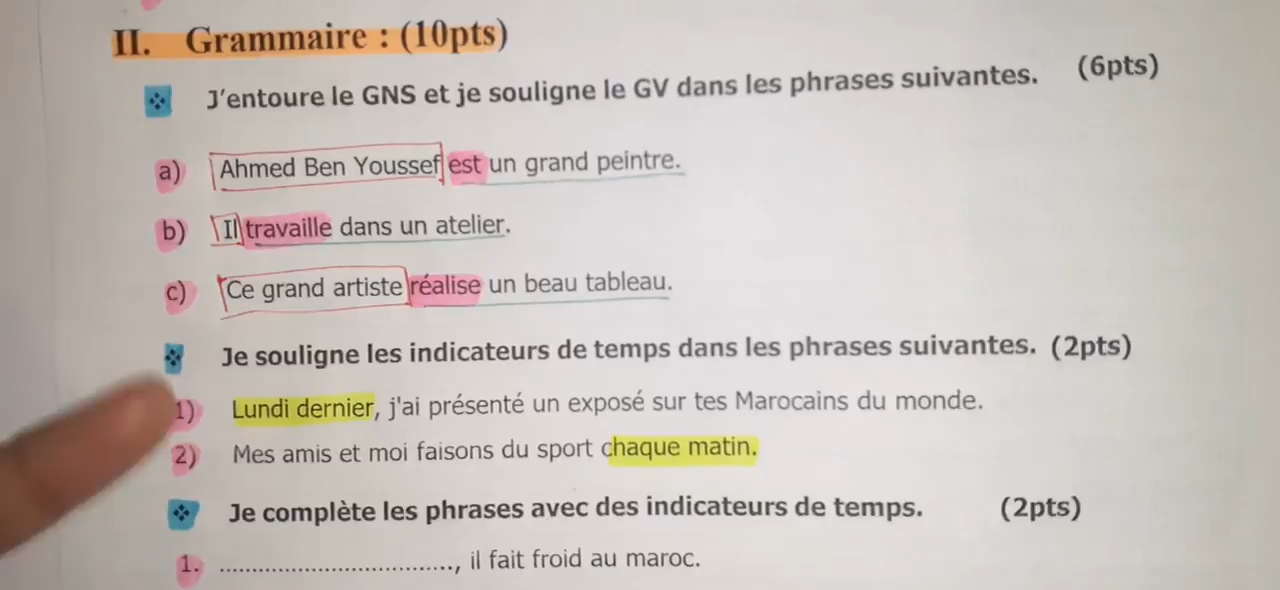 II. Grammaire : (10pts)
J'entoure le GNS et je souligne le GV dans les phrases suivantes. (6pts)
a) Ahmed Ben Youssef est un grand peintre.
b) Il travaille dans un atelier.
c) Ce grand artiste réalise un beau tableau.
Je souligne les indicateurs de temps dans les phrases suivantes. (2pts)
1) Lundi dernier, j'ai présenté un exposé sur tes Marocains du monde.
2) Mes amis et moi faisons du sport chaque matin.
Je complète les phrases avec des indicateurs de temps. (2pts)
1. .................................., il fait froid au maroc.